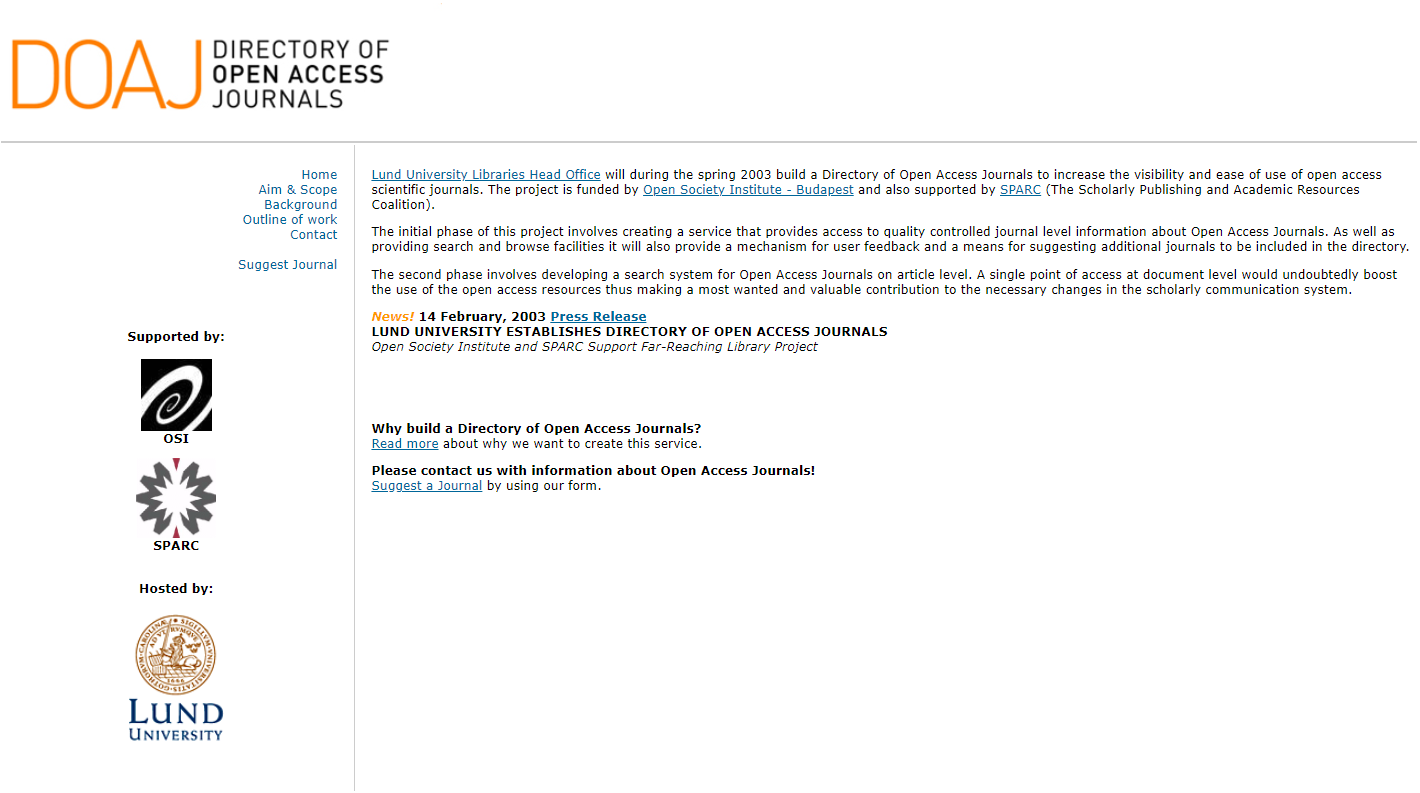 DOAJ DIRECTORY OF
OPEN ACCESS
JOURNALS
Home
Aim & Scope
Background
Outline of work
Contact
Suggest Journal
Supported by:
OSI
SPARC
Hosted by:
LUND
UNIVERSITY
Lund University Libraries Head Office will during the spring 2003 build a Directory of Open Access Journals to increase the visibility and ease of use of open access
scientific journals. The project is funded by Open Society Institute - Budapest and also supported by SPARC (The Scholarly Publishing and Academic Resources
Coalition).
The initial phase of this project involves creating a service that provides access to quality controlled journal level information about Open Access Journals. As well as
providing search and browse facilities it will also provide a mechanism for user feedback and a means for suggesting additional journals to be included in the directory.
The second phase involves developing a search system for Open Access Journals on article level. A single point of access at document level would undoubtedly boost
the use of the open access resources thus making a most wanted and valuable contribution to the necessary changes in the scholarly communication system.
News! 14 February, 2003 Press Release
LUND UNIVERSITY ESTABLISHES DIRECTORY OF OPEN ACCESS JOURNALS
Open Society Institute and SPARC Support Far-Reaching Library Project
Why build a Directory of Open Access Journals?
Read more about why we want to create this service.
Please contact us with information about Open Access Journals!
Suggest a Journal by using our form.